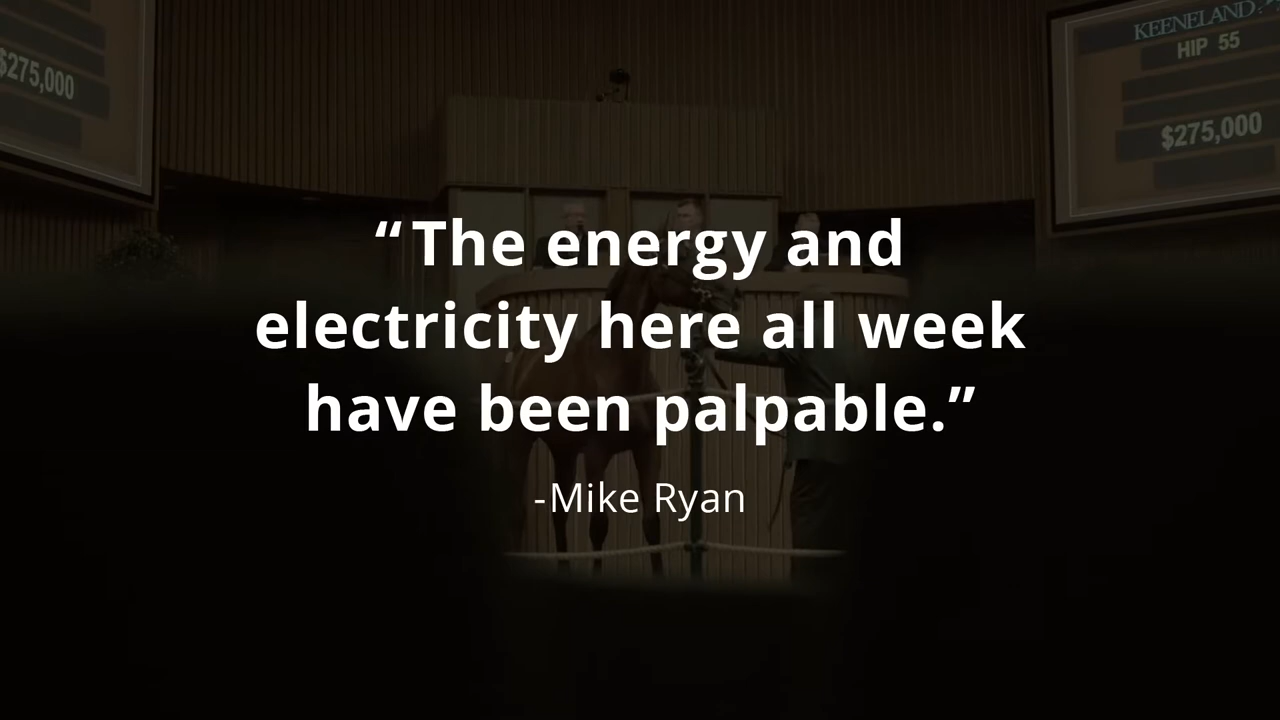 KEENELAND
HIP 55
$275,000
$275,000
“The energy and
electricity here all week
have been palpable.”
-Mike Ryan